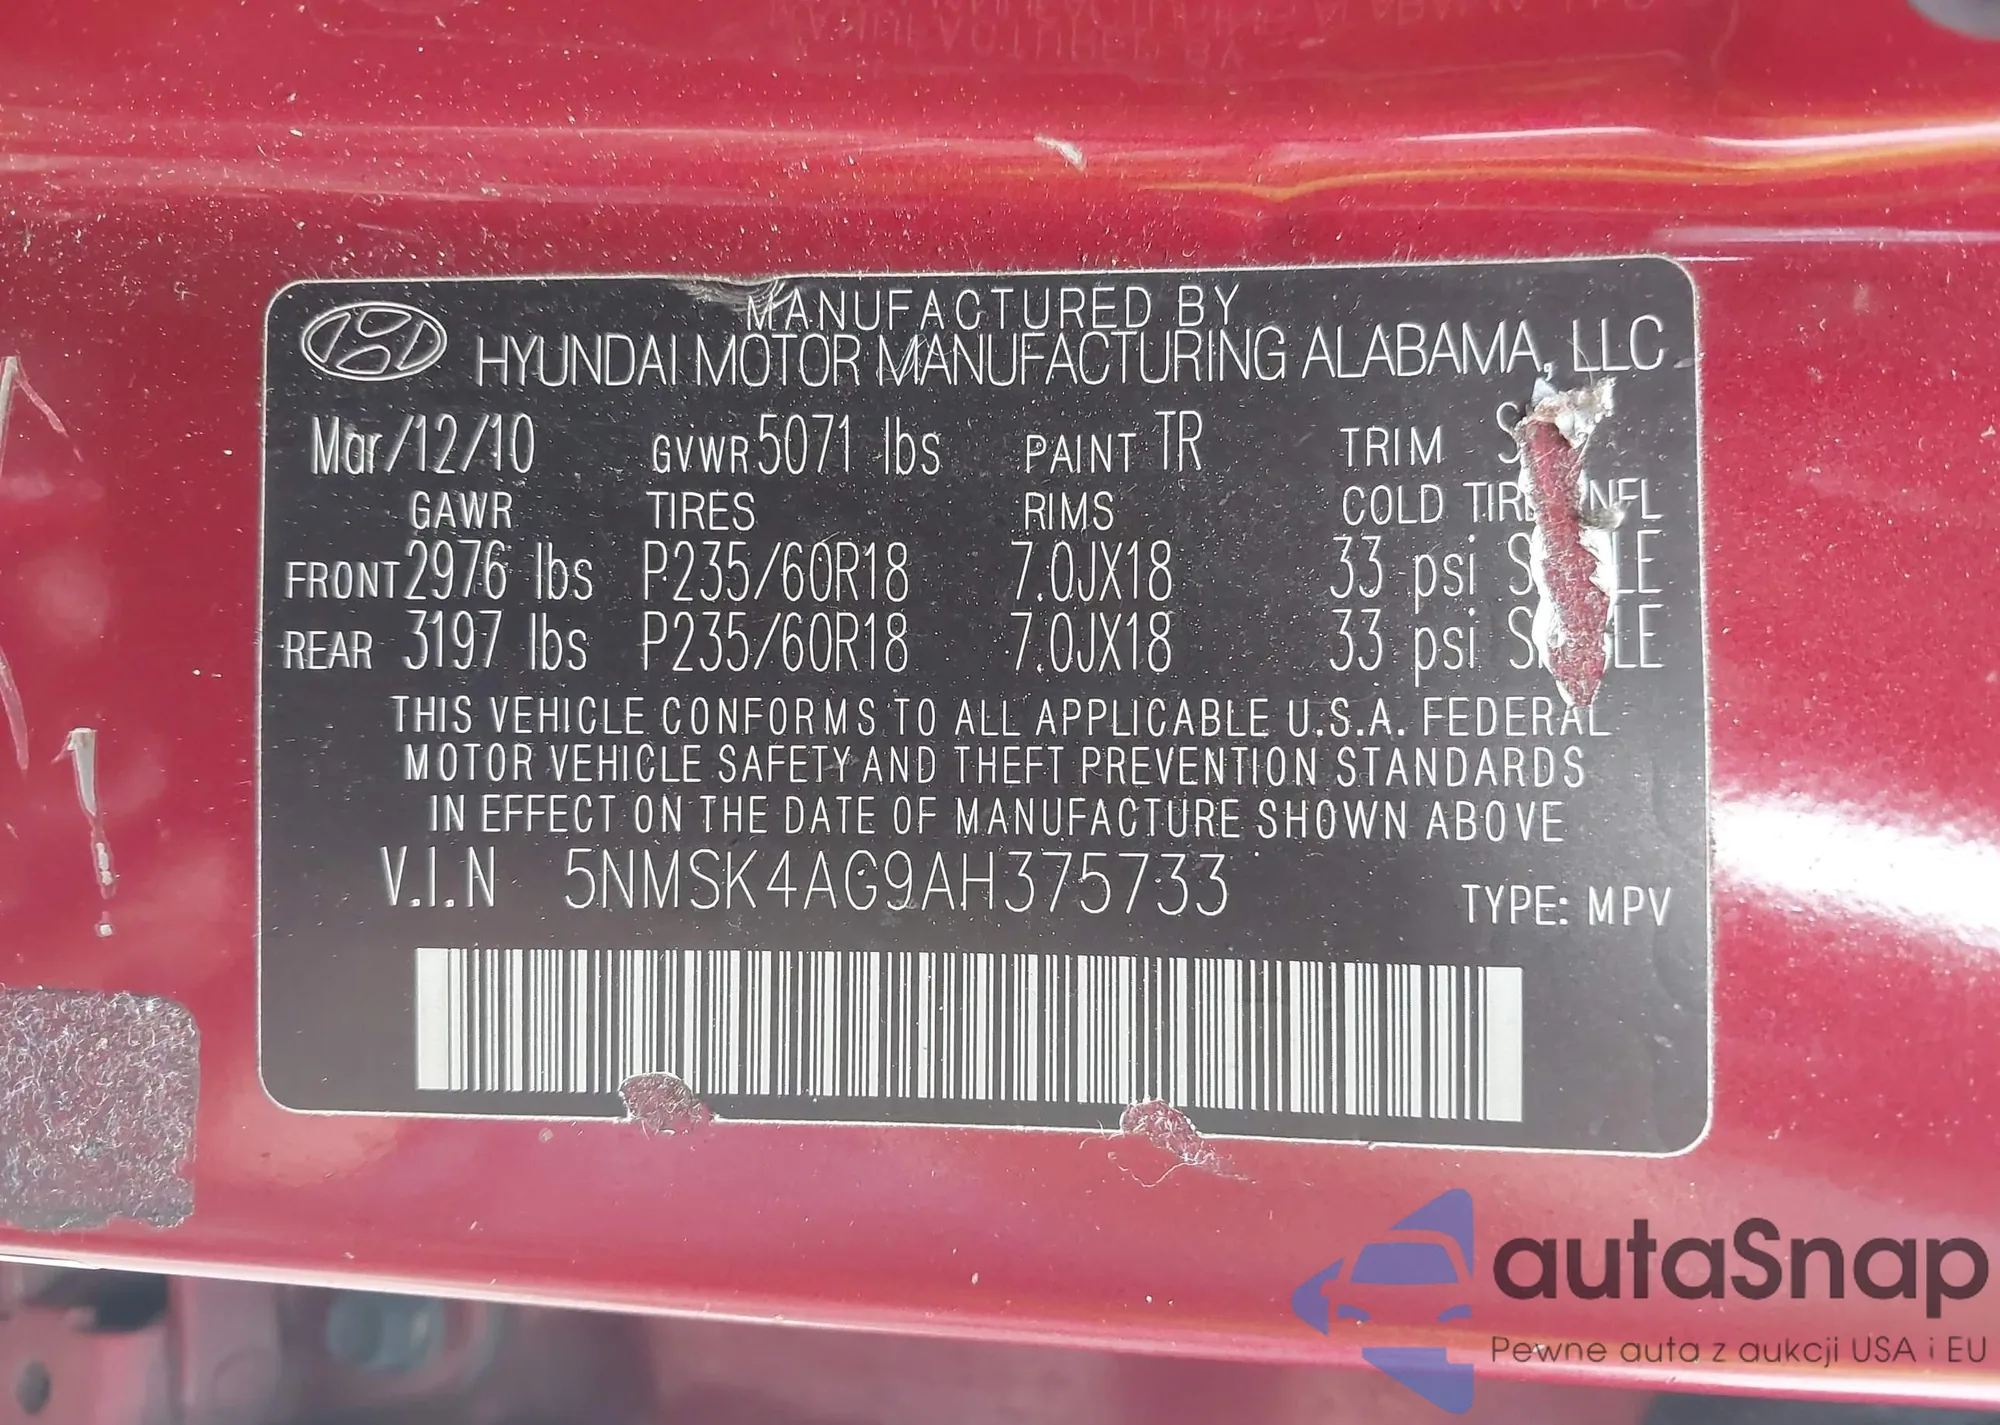 MANUFACTURED BY
HYUNDAI MOTOR MANUFACTURING ALABAMA, LLC
Mar/12/10 GVWR 5071 lbs PAINT TR TRIM
GAWR TIRES RIMS COLD
FRONT 2976 lbs P235/60R18 7.0JX18 33 psi
REAR 3197 lbs P235/60R18 7.0JX18 33 psi
THIS VEHICLE CONFORMS TO ALL APPLICABLE U.S.A. FEDERAL
MOTOR VEHICLE SAFETY AND THEFT PREVENTION STANDARDS
IN EFFECT ON THE DATE OF MANUFACTURE SHOWN ABOVE
V.I.N 5NMSK4AG9AH375733 TYPE: MPV
autaSnap
Pewne auta z aukcji USA i EU